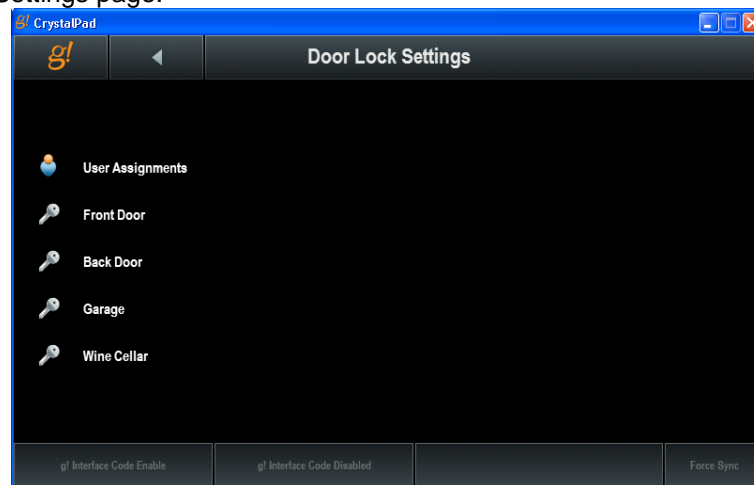 settings page.
g! CrystalPad
g!
Door Lock Settings
User Assignments
Front Door
Back Door
Garage
Wine Cellar
g! Interface Code Enable
g! Interface Code Disabled
Force Sync